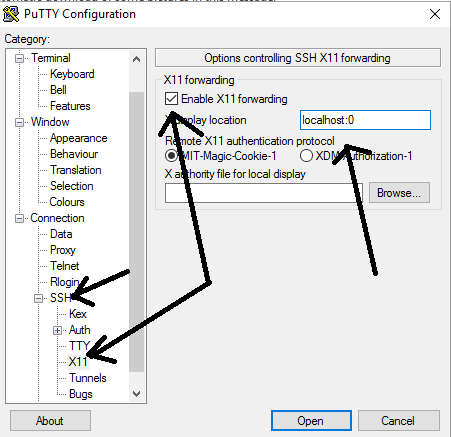 PuTTY Configuration
Category:
Terminal
Keyboard
Bell
Features
Window
Appearance
Behaviour
Translation
Selection
Colours
Connection
Data
Proxy
Telnet
Rlogin
SSH
Kex
Auth
TTY
X11
Tunnels
Bugs
Options controlling SSH X11 forwarding
X11 forwarding
Enable X11 forwarding
display location
localhost:0
Remote X11 authentication protocol
MIT-Magic-Cookie-1
XDM-Authorization-1
X authority file for local display
Browse...
About
Open
Cancel